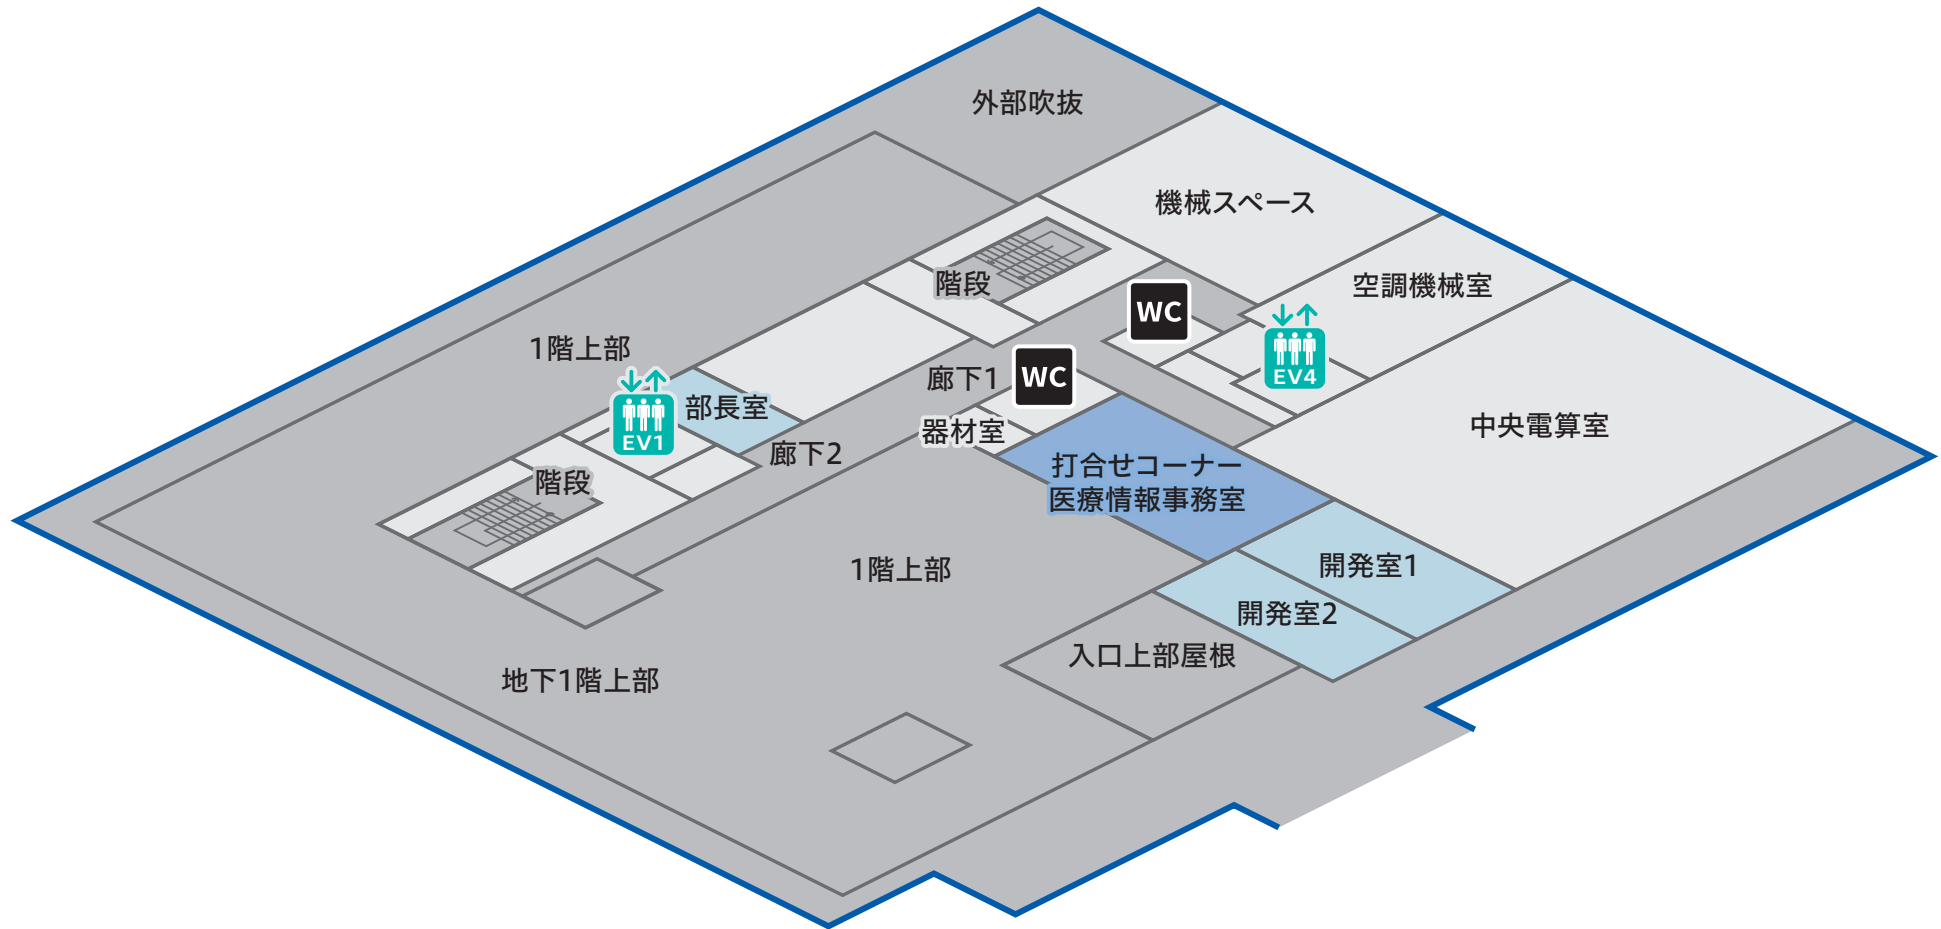 外部吹抜
機械スペース
階段
空調機械室
WC
1階上部
廊下1
WC
EV4
部長室
EV1
器材室
中央電算室
廊下2
打合せコーナー
医療情報事務室
階段
1階上部
開発室1
開発室2
入口上部屋根
地下1階上部